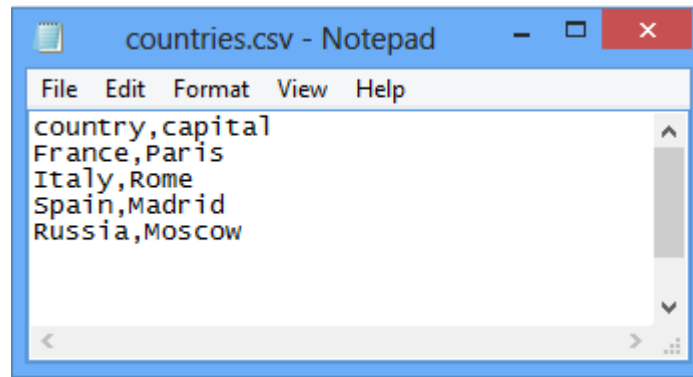 countries.csv - Notepad
File Edit Format View Help
country,capital
France,Paris
Italy,Rome
Spain,Madrid
Russia,Moscow